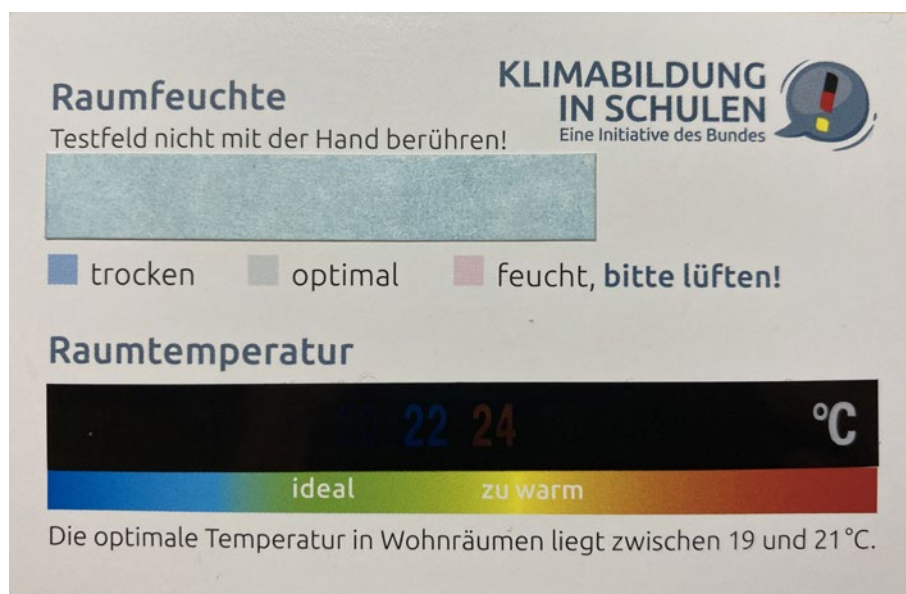 KLIMABILDUNG
IN SCHULEN
Eine Initiative des Bundes
Raumfeuchte
Testfeld nicht mit der Hand berühren!
trocken optimal feucht, bitte lüften!
Raumtemperatur
20 22 24 °C
ideal zu warm
Die optimale Temperatur in Wohnräumen liegt zwischen 19 und 21°C.